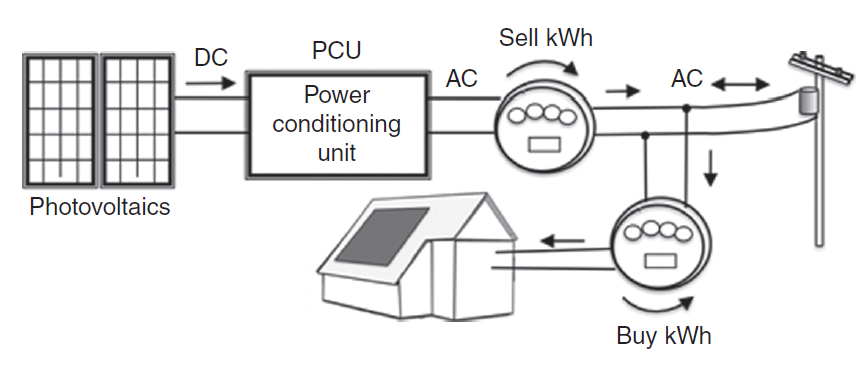 Sell kWh
DC
PCU
AC
AC
Power
conditioning
unit
Photovoltaics
Buy kWh